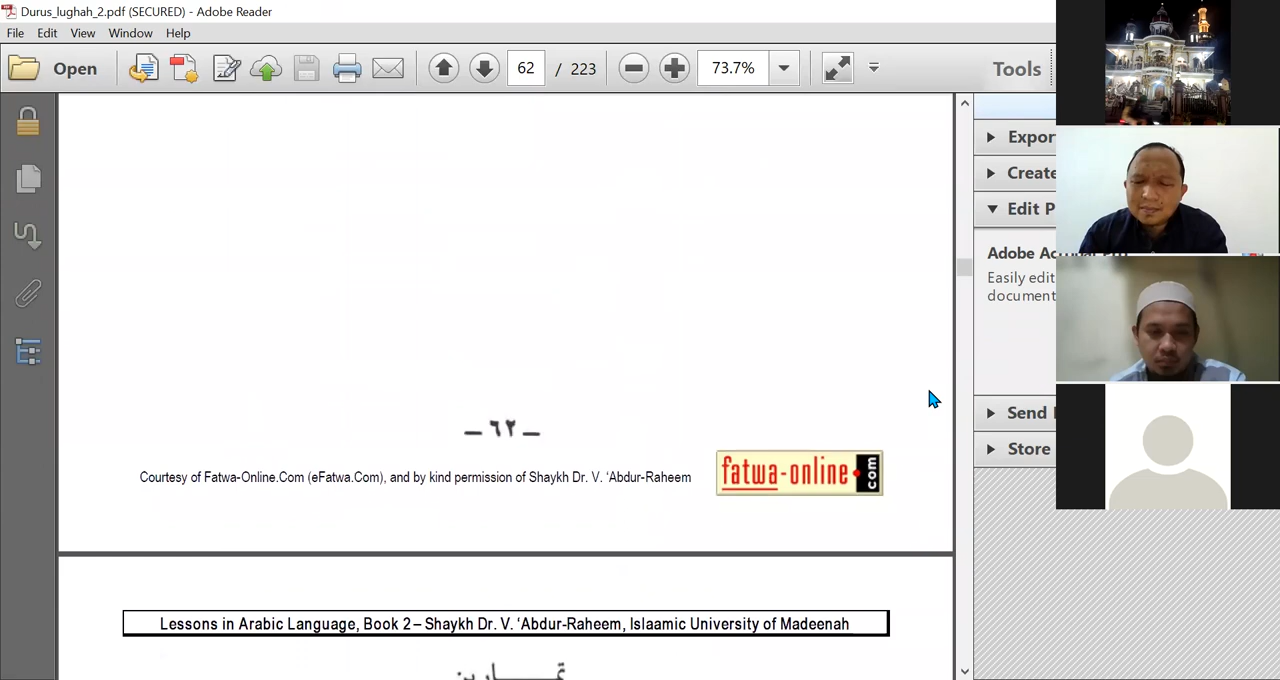 Durus_lughah_2.pdf (SECURED) - Adobe Reader
File Edit View Window Help
Open 62 / 223 73.7% Tools
Expor
Create
Edit P
Adobe Ac
Easily edit
document
Send
Store
– ٦٢ –
Courtesy of Fatwa-Online.Com (eFatwa.Com), and by kind permission of Shaykh Dr. V. ‘Abdur-Raheem
fatwa-online.com
Lessons in Arabic Language, Book 2 – Shaykh Dr. V. ‘Abdur-Raheem, Islaamic University of Madeenah
تمـــاريـن